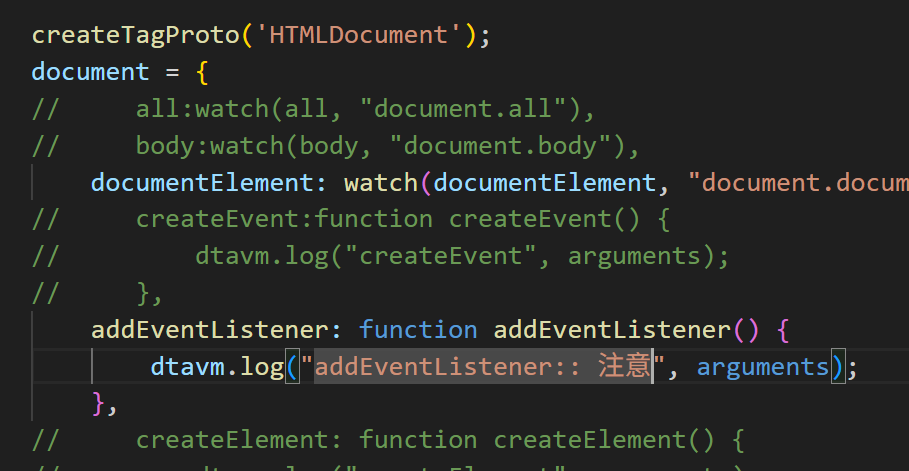 createTagProto('HTMLDocument');
document = {
//     all:watch(all, "document.all"),
//     body:watch(body, "document.body"),
    documentElement: watch(documentElement, "document.docum
//     createEvent:function createEvent() {
//         dtavm.log("createEvent", arguments);
//     },
    addEventListener: function addEventListener() {
        dtavm.log("addEventListener:: 注意", arguments);
    },
//     createElement: function createElement() {